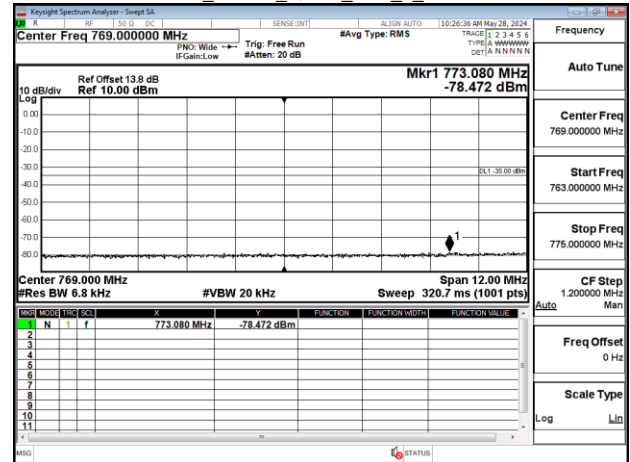 Keysight Spectrum Analyzer - Swept SA
R RF 50 Ω DC SENSE:INT ALIGN AUTO 10:26:36 AM May 28, 2024
Center Freq 769.000000 MHz
PNO: Wide
IFGain:Low
Trig: Free Run
#Atten: 20 dB
#Avg Type: RMS
TRACE 1 2 3 4 5 6
TYPE A WWWWW
DET A N N N N N
Ref Offset 13.8 dB
10 dB/div Ref 10.00 dBm
Log
Mkr1 773.080 MHz
-78.472 dBm
0.00
-10.0
-20.0
-30.0
DL1 -35.00 dBm
-40.0
-50.0
-60.0
-70.0
1
-80.0
Center 769.000 MHz Span 12.00 MHz
#Res BW 6.8 kHz #VBW 20 kHz Sweep 320.7 ms (1001 pts)
MKR MODE TRC SCL X Y FUNCTION FUNCTION WIDTH FUNCTION VALUE
1 N 1 f 773.080 MHz -78.472 dBm
2
3
4
5
6
7
8
9
10
11
MSG STATUS
Frequency
Auto Tune
Center Freq
769.000000 MHz
Start Freq
763.000000 MHz
Stop Freq
775.000000 MHz
CF Step
1.200000 MHz
Auto Man
Freq Offset
0 Hz
Scale Type
Log Lin